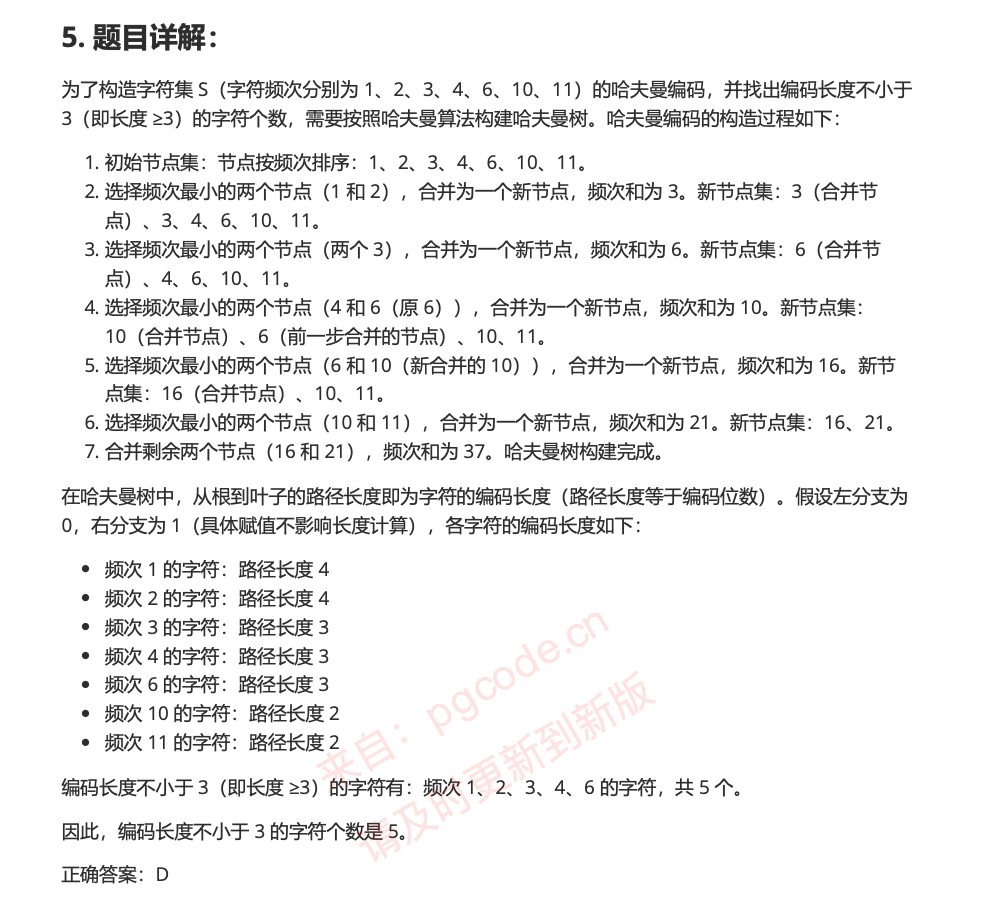 5. 题目详解：
为了构造字符集 S（字符频次分别为 1、2、3、4、6、10、11）的哈夫曼编码，并找出编码长度不小于
3（即长度 ≥3）的字符个数，需要按照哈夫曼算法构建哈夫曼树。哈夫曼编码的构造过程如下：
1. 初始节点集：节点按频次排序：1、2、3、4、6、10、11。
2. 选择频次最小的两个节点（1 和 2），合并为一个新节点，频次和为 3。新节点集：3（合并节
点）、3、4、6、10、11。
3. 选择频次最小的两个节点（两个 3），合并为一个新节点，频次和为 6。新节点集：6（合并节
点）、4、6、10、11。
4. 选择频次最小的两个节点（4 和 6（原 6）），合并为一个新节点，频次和为 10。新节点集：
10（合并节点）、6（前一步合并的节点）、10、11。
5. 选择频次最小的两个节点（6 和 10（新合并的 10）），合并为一个新节点，频次和为 16。新节
点集：16（合并节点）、10、11。
6. 选择频次最小的两个节点（10 和 11），合并为一个新节点，频次和为 21。新节点集：16、21。
7. 合并剩余两个节点（16 和 21），频次和为 37。哈夫曼树构建完成。
在哈夫曼树中，从根到叶子的路径长度即为字符的编码长度（路径长度等于编码位数）。假设左分支为
0，右分支为 1（具体赋值不影响长度计算），各字符的编码长度如下：
• 频次 1 的字符：路径长度 4
• 频次 2 的字符：路径长度 4
• 频次 3 的字符：路径长度 3
• 频次 4 的字符：路径长度 3
• 频次 6 的字符：路径长度 3
• 频次 10 的字符：路径长度 2
• 频次 11 的字符：路径长度 2
编码长度不小于 3（即长度 ≥3）的字符有：频次 1、2、3、4、6 的字符，共 5 个。
因此，编码长度不小于 3 的字符个数是 5。
正确答案：D
来自：pgcode.cn
请及时更新到新版